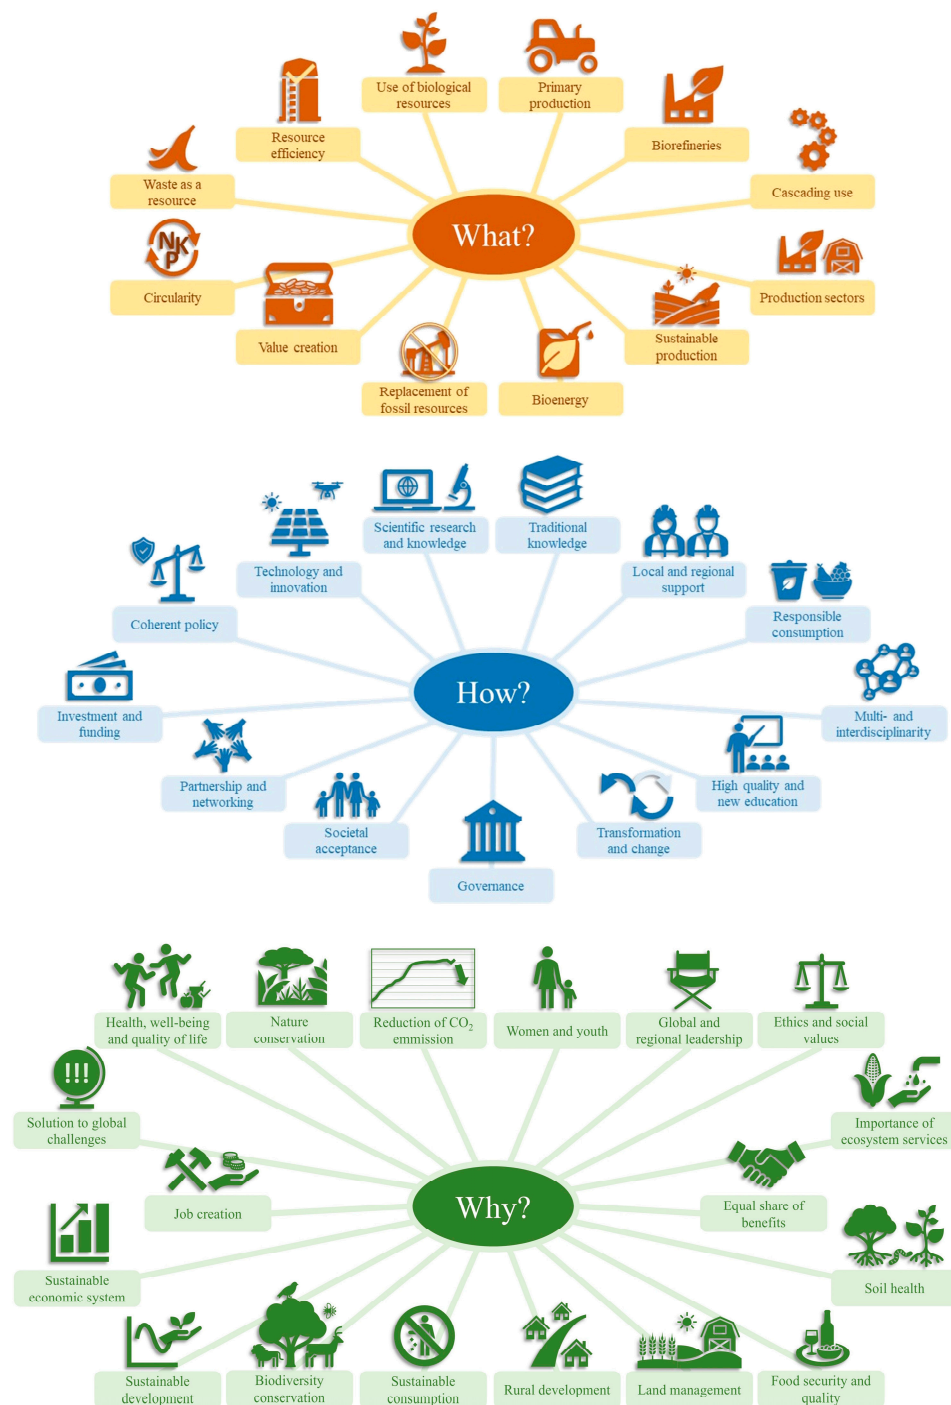 Use of biological
resources
Primary
production
Resource
efficiency
Biorefineries
Waste as a
resource
Cascading use
What?
N
K
P
Circularity
Value creation
Sustainable
production
Production sectors
Replacement of
fossil resources
Bioenergy
Scientific research
and knowledge
Traditional
knowledge
Technology and
innovation
Local and regional
support
Coherent policy
Responsible
consumption
How?
Investment and
funding
Multi- and
interdisciplinarity
Partnership and
networking
High quality and
new education
Societal
acceptance
Transformation
and change
Governance
Health, well-being
and quality of life
Nature
conservation
Reduction of CO₂
emmission
Women and youth
Global and
regional leadership
Ethics and social
values
!!!
Solution to global
challenges
Importance of
ecosystem services
Job creation
Why?
Equal share of
benefits
Sustainable
economic system
Soil health
Sustainable
development
Biodiversity
conservation
Sustainable
consumption
Rural development
Land management
Food security and
quality